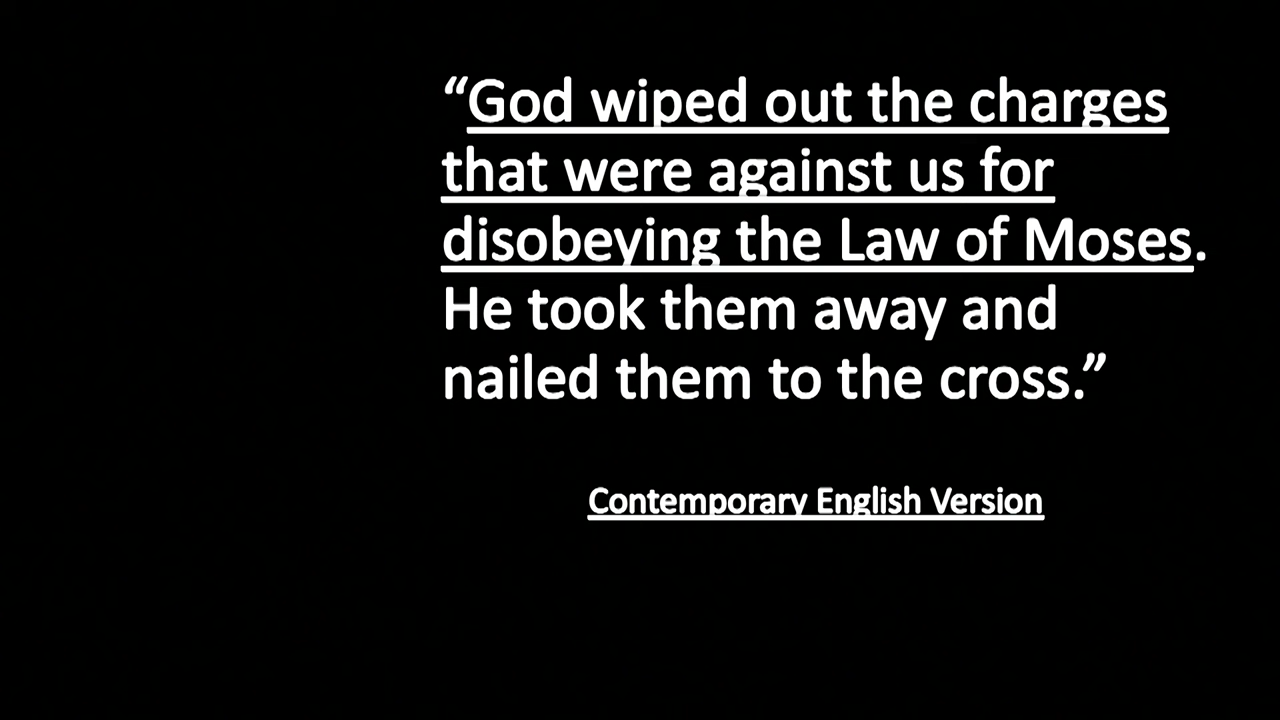 “God wiped out the charges
that were against us for
disobeying the Law of Moses.
He took them away and
nailed them to the cross.”
Contemporary English Version